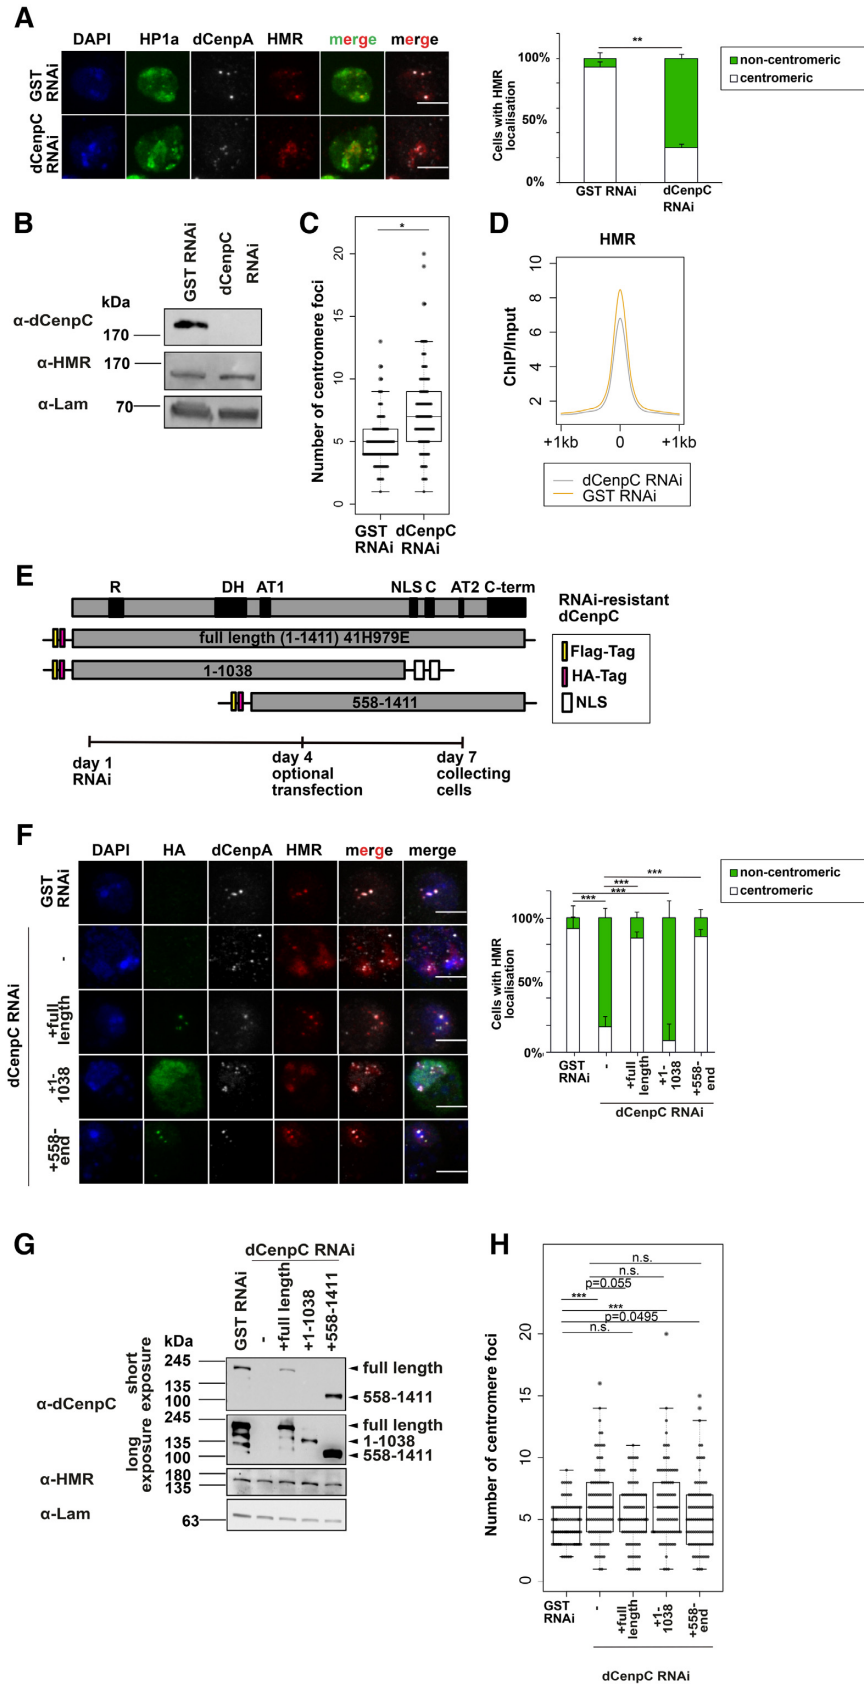 A
DAPI HP1a dCenpA HMR merge merge
GST RNAi
dCenpC RNAi
Cells with HMR localisation
100%
50%
0%
**
GST RNAi
dCenpC RNAi
non-centromeric
centromeric
B
GST RNAi
dCenpC RNAi
kDa
α-dCenpC
170
α-HMR
170
α-Lam
70
C
Number of centromere foci
20
15
10
5
0
*
GST RNAi
dCenpC RNAi
D
HMR
ChIP/Input
10
8
6
4
2
+1kb 0 +1kb
dCenpC RNAi
GST RNAi
E
R DH AT1 NLS C AT2 C-term
full length (1-1411) 41H979E
1-1038
558-1411
RNAi-resistant
dCenpC
Flag-Tag
HA-Tag
NLS
day 1
RNAi
day 4
optional
transfection
day 7
collecting
cells
F
DAPI HA dCenpA HMR merge merge
GST RNAi
dCenpC RNAi
-
+full length
+1-1038
+558-end
Cells with HMR localisation
100%
50%
0%
***
***
***
***
GST RNAi
-
+full length
+1-1038
+558-end
dCenpC RNAi
non-centromeric
centromeric
G
dCenpC RNAi
GST RNAi
-
+full length
+1-1038
+558-1411
kDa
α-dCenpC
short exposure
245
135
100
full length
558-1411
long exposure
245
135
100
full length
1-1038
558-1411
α-HMR
180
135
α-Lam
63
H
Number of centromere foci
20
15
10
5
0
n.s.
n.s.
p=0.055
***
***
p=0.0495
n.s.
GST RNAi
-
+full length
+1-1038
+558-end
dCenpC RNAi